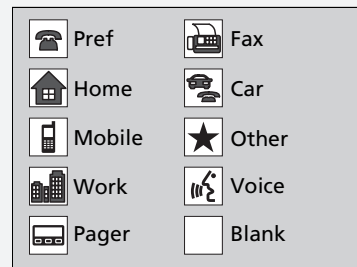 Pref
Fax
Home
Car
Mobile
Other
Work
Voice
Pager
Blank